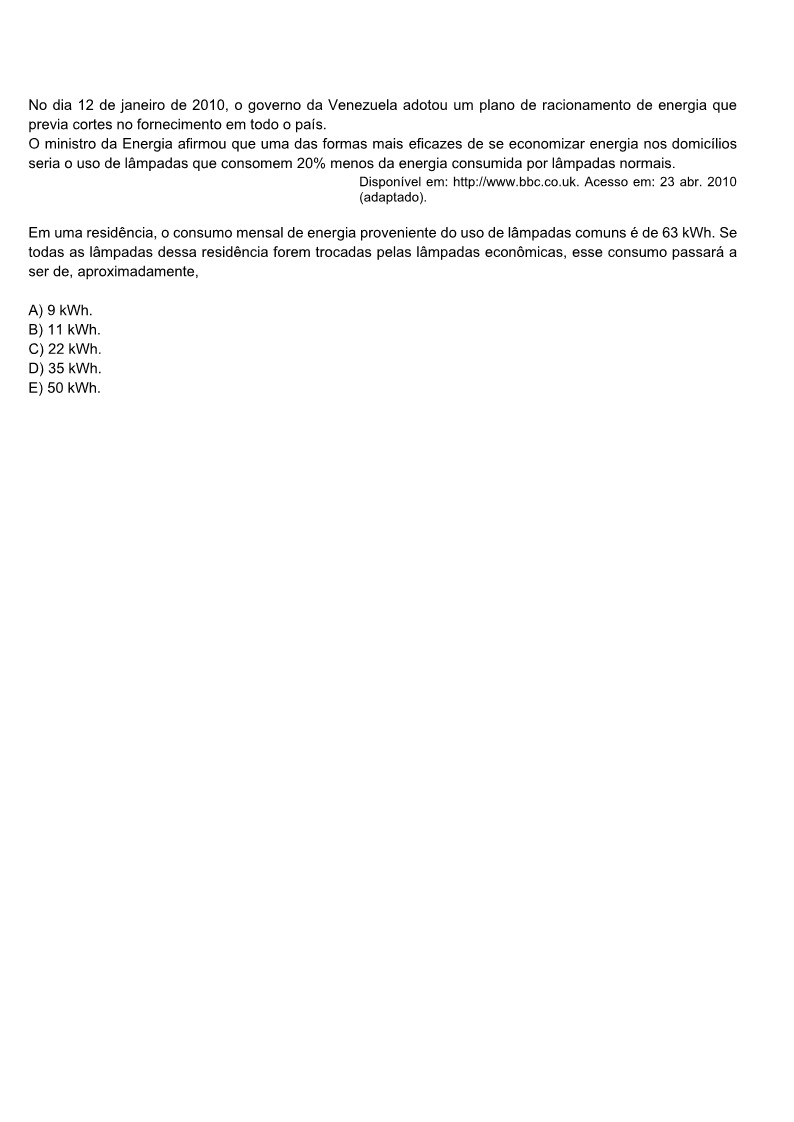 No dia 12 de janeiro de 2010, o governo da Venezuela adotou um plano de racionamento de energia que
previa cortes no fornecimento em todo o país.
O ministro da Energia afirmou que uma das formas mais eficazes de se economizar energia nos domicílios
seria o uso de lâmpadas que consomem 20% menos da energia consumida por lâmpadas normais.
Disponível em: http://www.bbc.co.uk. Acesso em: 23 abr. 2010
(adaptado).
Em uma residência, o consumo mensal de energia proveniente do uso de lâmpadas comuns é de 63 kWh. Se
todas as lâmpadas dessa residência forem trocadas pelas lâmpadas econômicas, esse consumo passará a
ser de, aproximadamente,
A) 9 kWh.
B) 11 kWh.
C) 22 kWh.
D) 35 kWh.
E) 50 kWh.